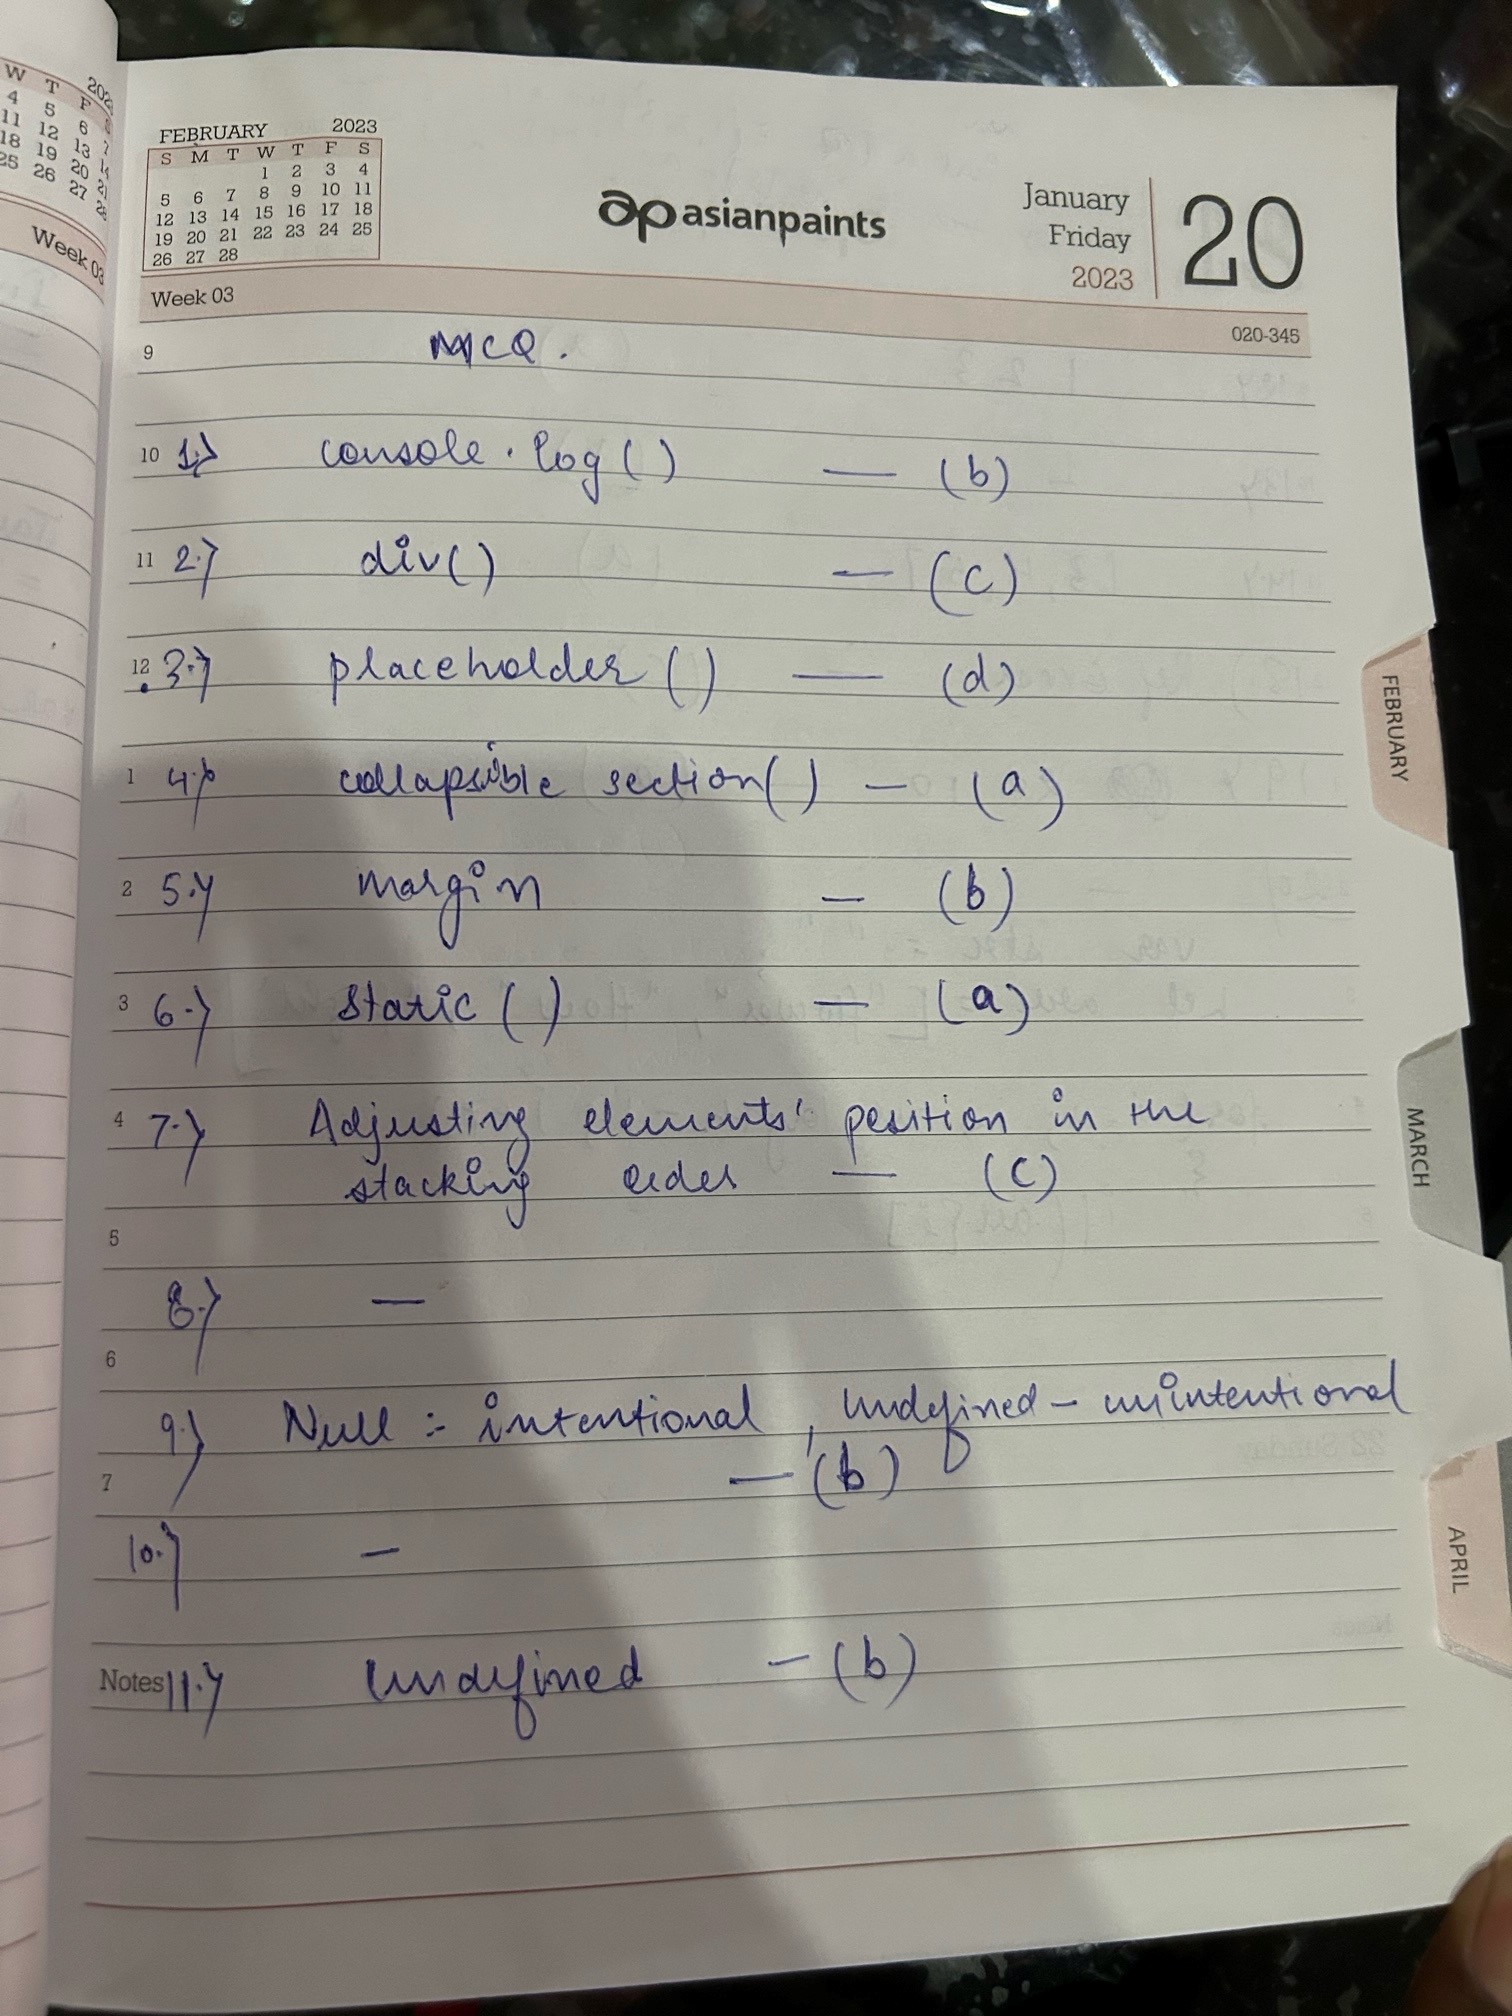 W T F
202
4 5 6
11 12 13
18 19 20
25 26 27
Week 03
FEBRUARY 2023
S M T W T F S
1 2 3 4
5 6 7 8 9 10 11
12 13 14 15 16 17 18
19 20 21 22 23 24 25
26 27 28
asianpaints
January
Friday
2023
20
Week 03
020-345
9 MCQ.
10 1.) console.log() — (b)
11 2.) div() — (c)
12 3.) placeholder () — (d)
1 4.) collapsible section() — (a)
2 5.) margin — (b)
3 6.) static () — (a)
4 7.) Adjusting elements' position in the
stacking order — (c)
5
8.) —
6
9.) Null :- intentional, Undefined - unintentional
7 — (b)
10.) —
Notes 11.) Undefined — (b)
FEBRUARY
MARCH
APRIL